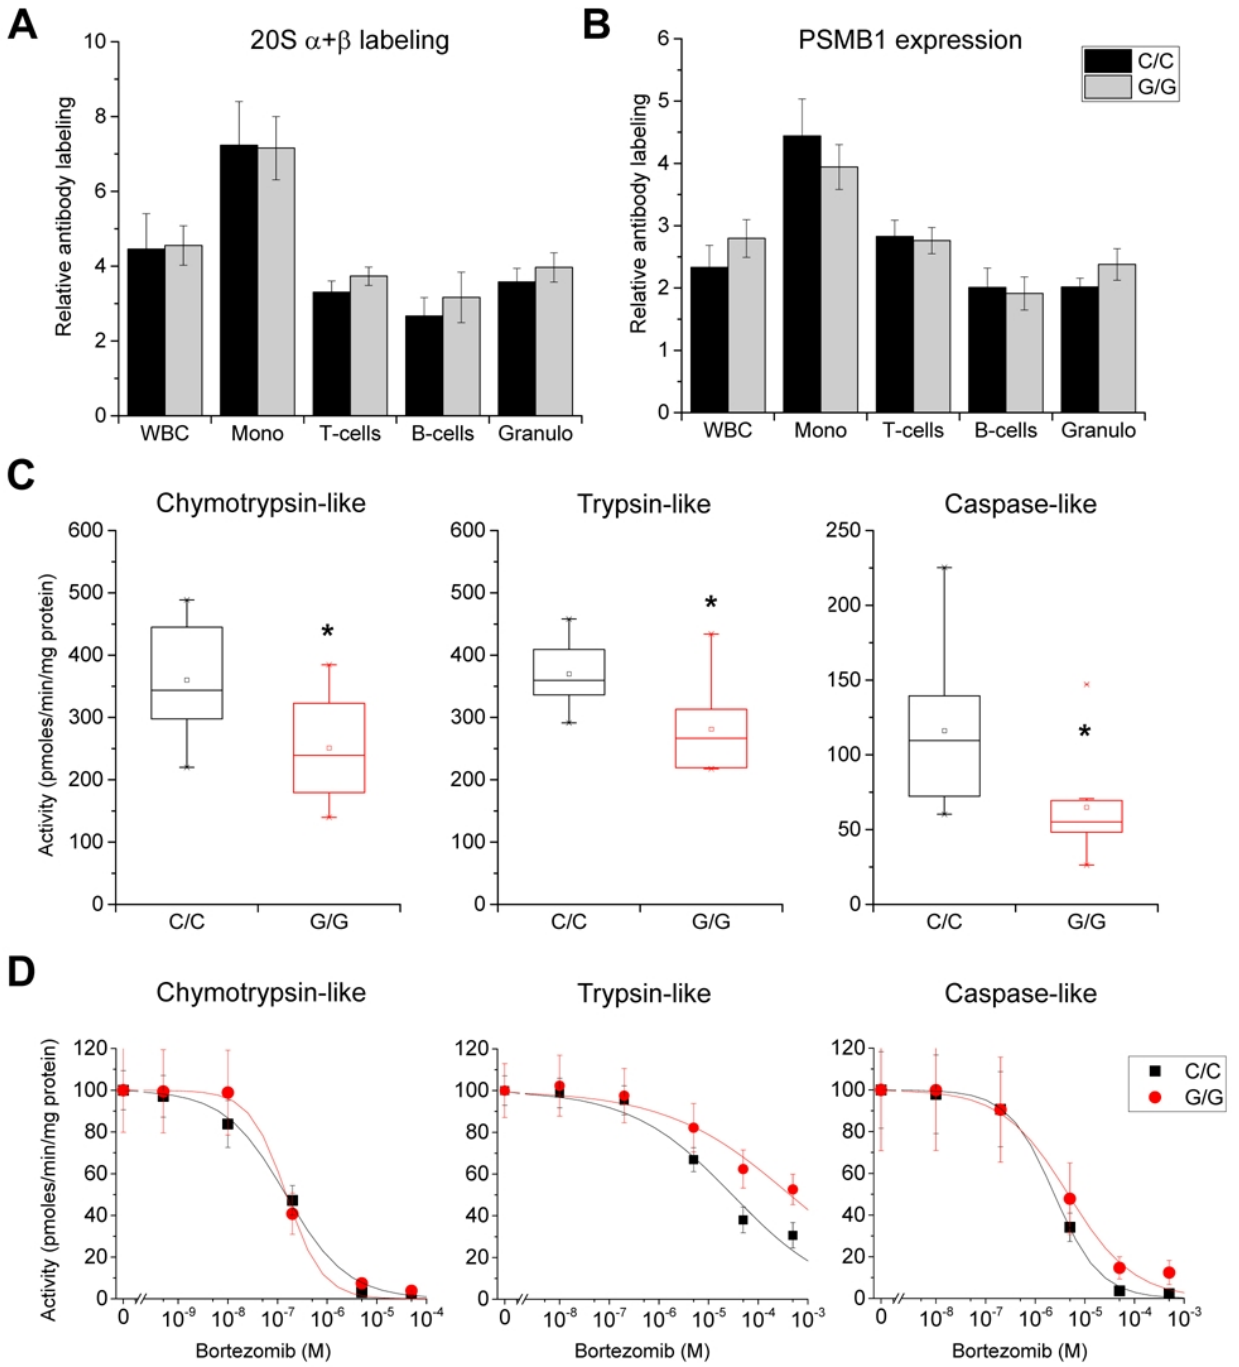 A
20S α+β labeling
Relative antibody labeling
10
8
6
4
2
0
WBC Mono T-cells B-cells Granulo
B
PSMB1 expression
C/C
G/G
Relative antibody labeling
6
5
4
3
2
1
0
WBC Mono T-cells B-cells Granulo
C
Activity (pmoles/min/mg protein)
Chymotrypsin-like
600
500
400
300
200
100
0
*
C/C G/G
Trypsin-like
600
500
400
300
200
100
0
*
C/C G/G
Caspase-like
250
200
150
100
50
0
*
C/C G/G
D
Activity (pmoles/min/mg protein)
Chymotrypsin-like
120
100
80
60
40
20
0
0 10⁻⁹ 10⁻⁸ 10⁻⁷ 10⁻⁶ 10⁻⁵ 10⁻⁴
Bortezomib (M)
Trypsin-like
120
100
80
60
40
20
0
0 10⁻⁸ 10⁻⁷ 10⁻⁶ 10⁻⁵ 10⁻⁴ 10⁻³
Bortezomib (M)
Caspase-like
120
100
80
60
40
20
0
0 10⁻⁸ 10⁻⁷ 10⁻⁶ 10⁻⁵ 10⁻⁴ 10⁻³
Bortezomib (M)
C/C
G/G